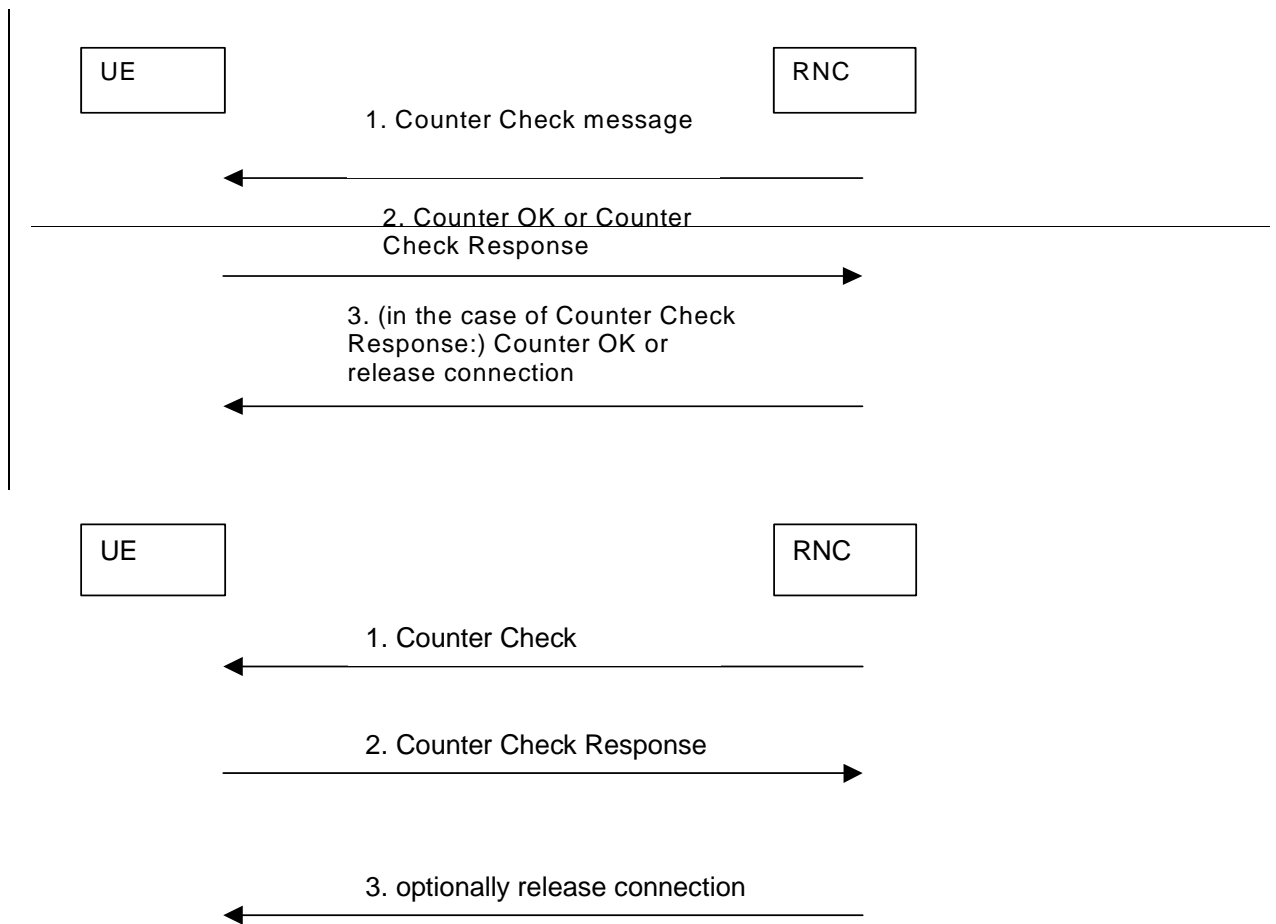 UE
RNC
1. Counter Check message
2. Counter OK or Counter
Check Response
3. (in the case of Counter Check
Response:) Counter OK or
release connection
UE
RNC
1. Counter Check
2. Counter Check Response
3. optionally release connection